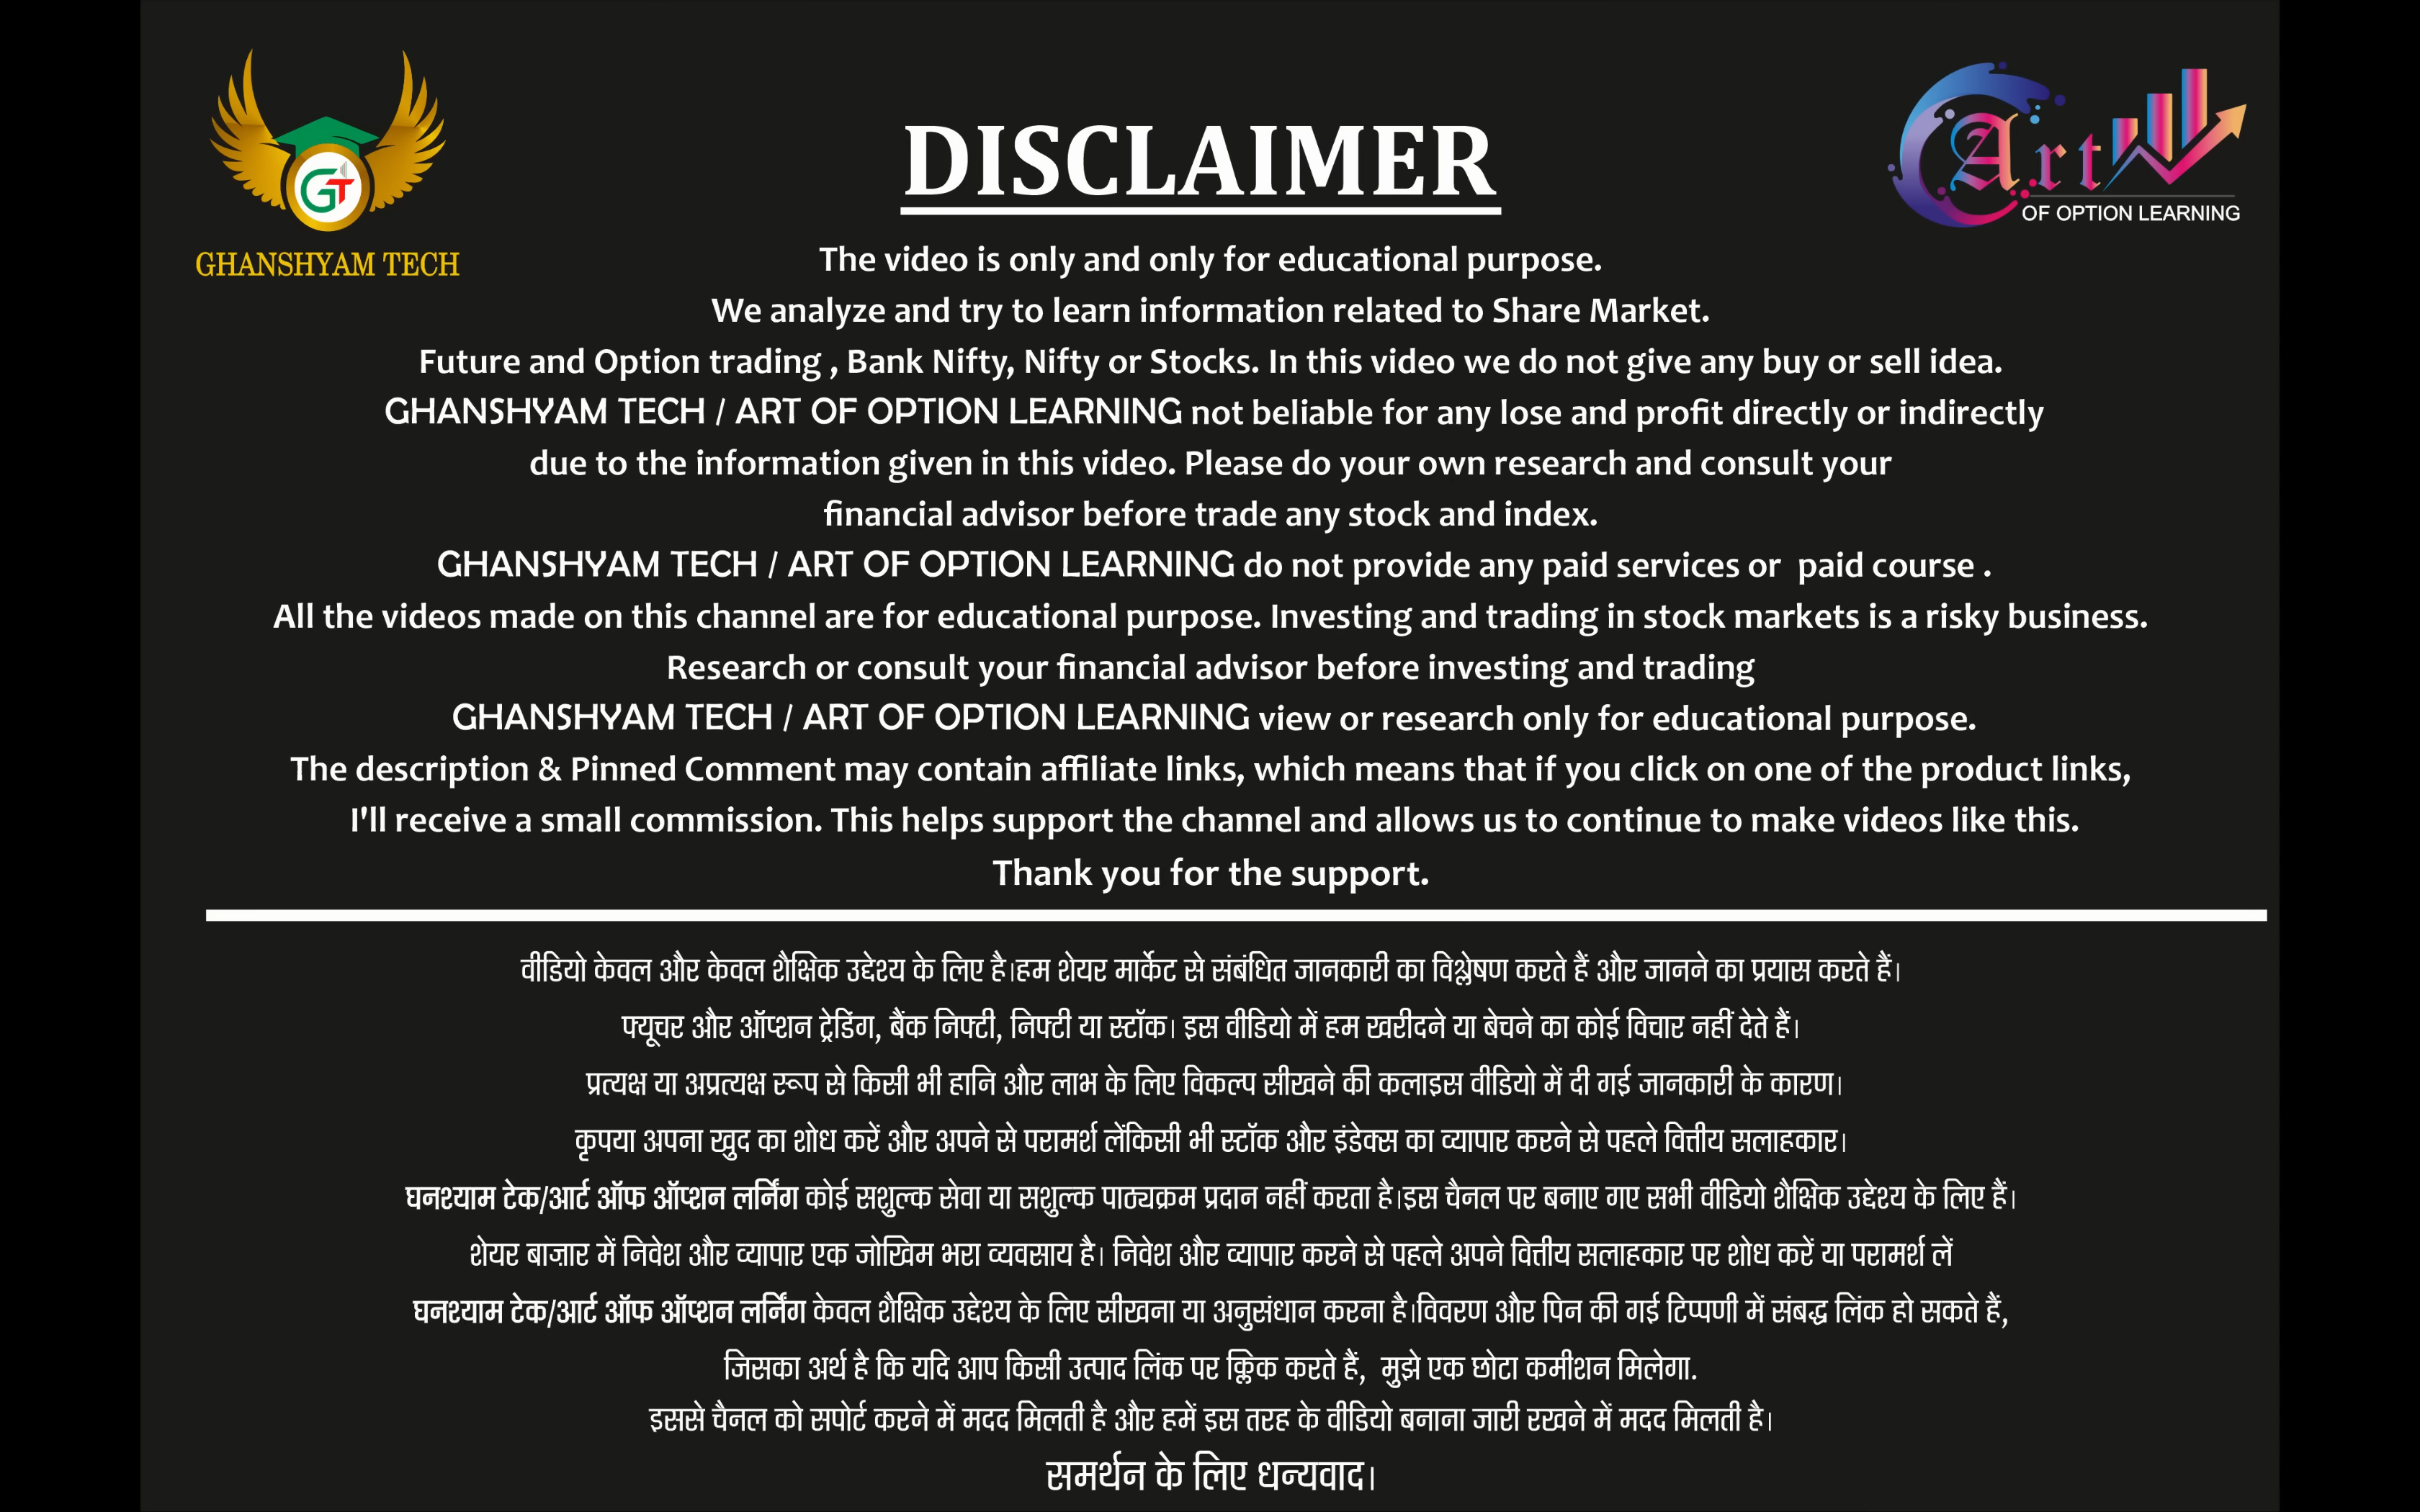 GT
GHANSHYAM TECH
DISCLAIMER
Art
OF OPTION LEARNING
The video is only and only for educational purpose.
We analyze and try to learn information related to Share Market.
Future and Option trading , Bank Nifty, Nifty or Stocks. In this video we do not give any buy or sell idea.
GHANSHYAM TECH / ART OF OPTION LEARNING not beliable for any lose and profit directly or indirectly
due to the information given in this video. Please do your own research and consult your
financial advisor before trade any stock and index.
GHANSHYAM TECH / ART OF OPTION LEARNING do not provide any paid services or  paid course .
All the videos made on this channel are for educational purpose. Investing and trading in stock markets is a risky business.
Research or consult your financial advisor before investing and trading
GHANSHYAM TECH / ART OF OPTION LEARNING view or research only for educational purpose.
The description & Pinned Comment may contain affiliate links, which means that if you click on one of the product links,
I'll receive a small commission. This helps support the channel and allows us to continue to make videos like this.
Thank you for the support.
वीडियो केवल और केवल शैक्षिक उद्देश्य के लिए है।हम शेयर मार्केट से संबंधित जानकारी का विश्लेषण करते हैं और जानने का प्रयास करते हैं।
फ्यूचर और ऑप्शन ट्रेडिंग, बैंक निफ्टी, निफ्टी या स्टॉक। इस वीडियो में हम खरीदने या बेचने का कोई विचार नहीं देते हैं।
प्रत्यक्ष या अप्रत्यक्ष रूप से किसी भी हानि और लाभ के लिए विकल्प सीखने की कलाइस वीडियो में दी गई जानकारी के कारण।
कृपया अपना खुद का शोध करें और अपने से परामर्श लेंकिसी भी स्टॉक और इंडेक्स का व्यापार करने से पहले वित्तीय सलाहकार।
घनश्याम टेक/आर्ट ऑफ ऑप्शन लर्निंग कोई सशुल्क सेवा या सशुल्क पाठ्यक्रम प्रदान नहीं करता है।इस चैनल पर बनाए गए सभी वीडियो शैक्षिक उद्देश्य के लिए हैं।
शेयर बाज़ार में निवेश और व्यापार एक जोखिम भरा व्यवसाय है। निवेश और व्यापार करने से पहले अपने वित्तीय सलाहकार पर शोध करें या परामर्श लें
घनश्याम टेक/आर्ट ऑफ ऑप्शन लर्निंग केवल शैक्षिक उद्देश्य के लिए सीखना या अनुसंधान करना है।विवरण और पिन की गई टिप्पणी में संबद्ध लिंक हो सकते हैं,
जिसका अर्थ है कि यदि आप किसी उत्पाद लिंक पर क्लिक करते हैं,  मुझे एक छोटा कमीशन मिलेगा.
इससे चैनल को सपोर्ट करने में मदद मिलती है और हमें इस तरह के वीडियो बनाना जारी रखने में मदद मिलती है।
समर्थन के लिए धन्यवाद।